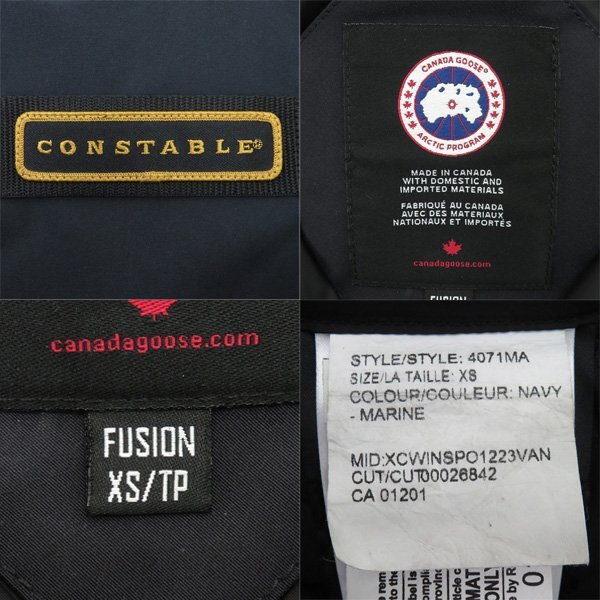 CONSTABLE®
CANADA GOOSE®
ARCTIC PROGRAM
MADE IN CANADA
WITH DOMESTIC AND
IMPORTED MATERIALS
FABRIQUÉ AU CANADA
AVEC DES MATERIAUX
NATIONAUX ET IMPORTÉS
canadagoose.com
FUSION
canadagoose.com
FUSION
XS/TP
STYLE/STYLE: 4071MA
SIZE/LA TAILLE: XS
COLOUR/COULEUR: NAVY
- MARINE
MID:XCWINSPO1223VAN
CUT/CUT00026842
CA 01201